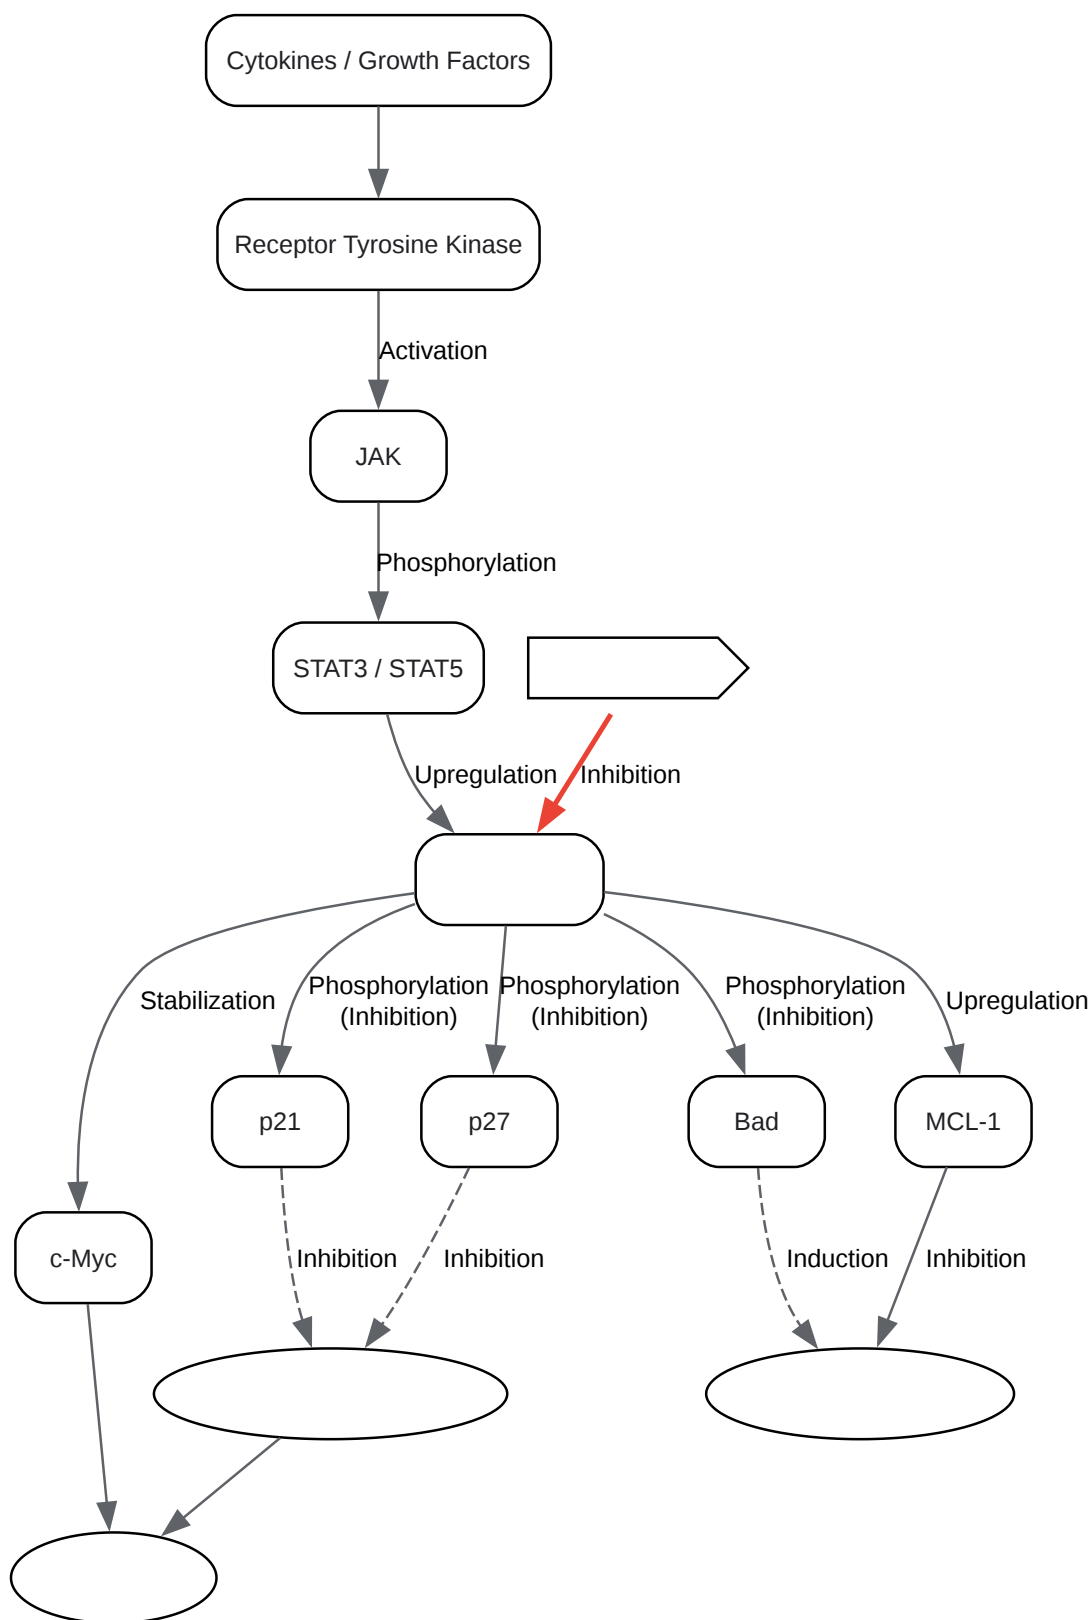 Cytokines / Growth Factors
Receptor Tyrosine Kinase
Activation
JAK
Phosphorylation
STAT3 / STAT5
Upregulation
Inhibition
Stabilization
Phosphorylation
(Inhibition)
Phosphorylation
(Inhibition)
Phosphorylation
(Inhibition)
Upregulation
p21
p27
Bad
MCL-1
c-Myc
Inhibition
Inhibition
Induction
Inhibition